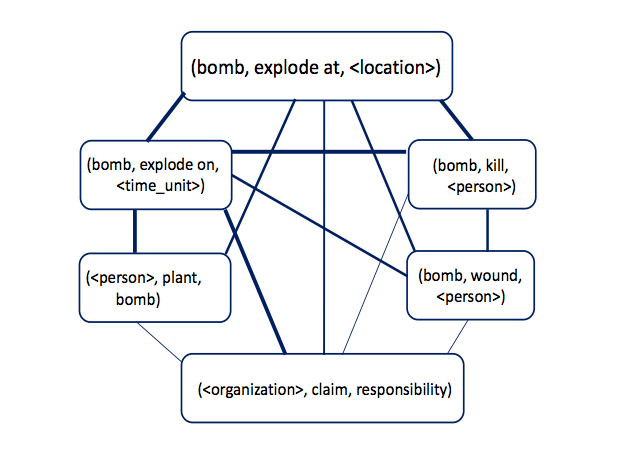 (bomb, explode at, <location>)
(bomb, explode on,
<time_unit>)
(bomb, kill,
<person>)
(<person>, plant,
bomb)
(bomb, wound,
<person>)
(<organization>, claim, responsibility)